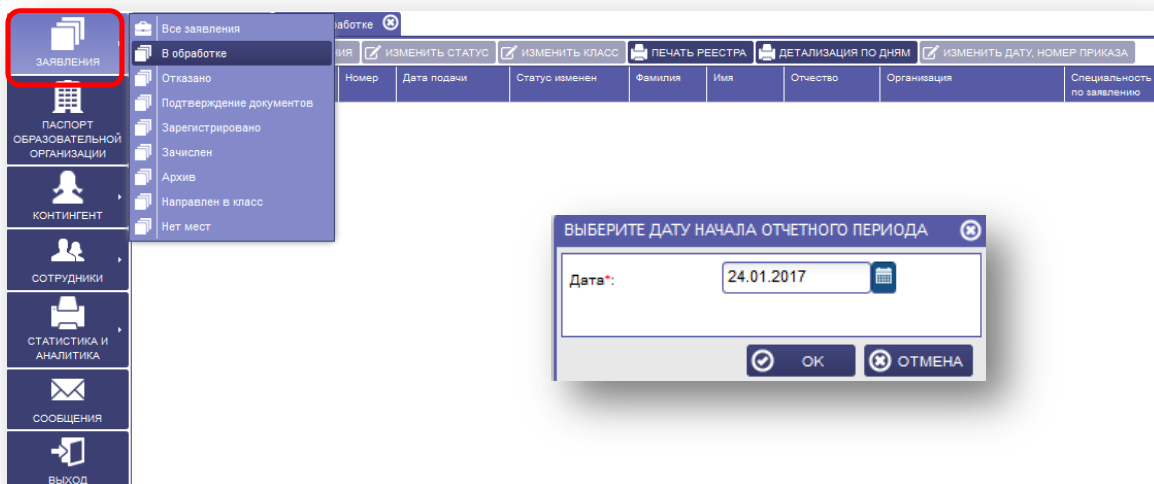 ЗАЯВЛЕНИЯ
ПАСПОРТ
ОБРАЗОВАТЕЛЬНОЙ
ОРГАНИЗАЦИИ
КОНТИНГЕНТ
СОТРУДНИКИ
СТАТИСТИКА И
АНАЛИТИКА
СООБЩЕНИЯ
ВЫХОД
Все заявления
В обработке
Отказано
Подтверждение документов
Зарегистрировано
Зачислен
Архив
Направлен в класс
Нет мест
ИЗМЕНИТЬ СТАТУС ИЗМЕНИТЬ КЛАСС ПЕЧАТЬ РЕЕСТРА ДЕТАЛИЗАЦИЯ ПО ДНЯМ ИЗМЕНИТЬ ДАТУ, НОМЕР ПРИКАЗА
Номер Дата подачи Статус изменен Фамилия Имя Отчество Организация Специальность
по заявлению
ВЫБЕРИТЕ ДАТУ НАЧАЛА ОТЧЕТНОГО ПЕРИОДА
Дата*: 24.01.2017
ОК ОТМЕНА